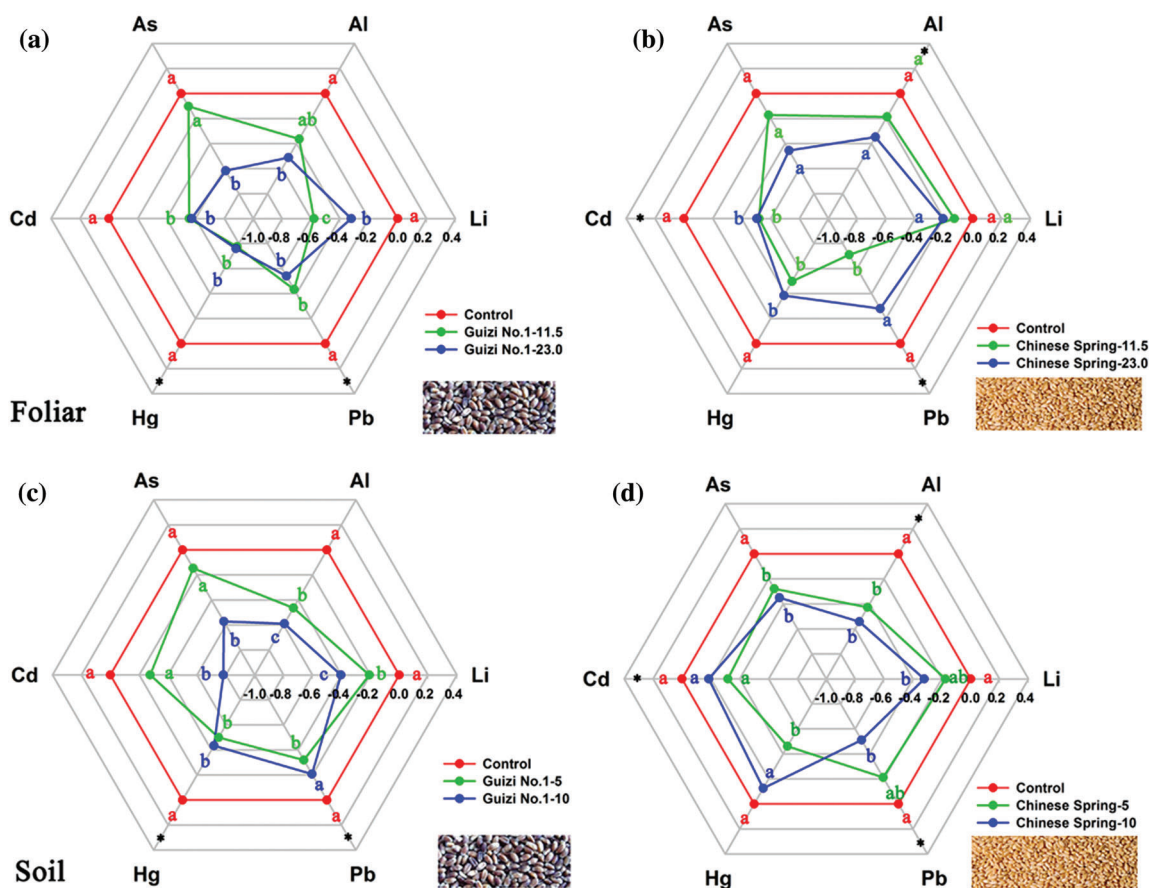 (a)
As Al
a a
a ab
b b
Cd a b b b c b a Li
-1.0 -0.8 -0.6 -0.4 -0.2 0.0 0.2 0.4
b b
b b
a a
* *
Hg Pb
Control
Guizi No.1-11.5
Guizi No.1-23.0
Foliar
(b)
As Al
*
a
a a
a
a a
Cd * a b b a a a Li
-1.0 -0.8 -0.6 -0.4 -0.2 0.0 0.2 0.4
b b
b a
a a
*
Hg Pb
Control
Chinese Spring-11.5
Chinese Spring-23.0
(c)
As Al
a a
a b
b c
Cd a a b c b a Li
-1.0 -0.8 -0.6 -0.4 -0.2 0.0 0.2 0.4
b b
b a
a a
* *
Hg Pb
Control
Guizi No.1-5
Guizi No.1-10
Soil
(d)
As Al
*
a a
b b
b b
Cd * a a a b ab a Li
-1.0 -0.8 -0.6 -0.4 -0.2 0.0 0.2 0.4
b b
a ab
a a
*
Hg Pb
Control
Chinese Spring-5
Chinese Spring-10